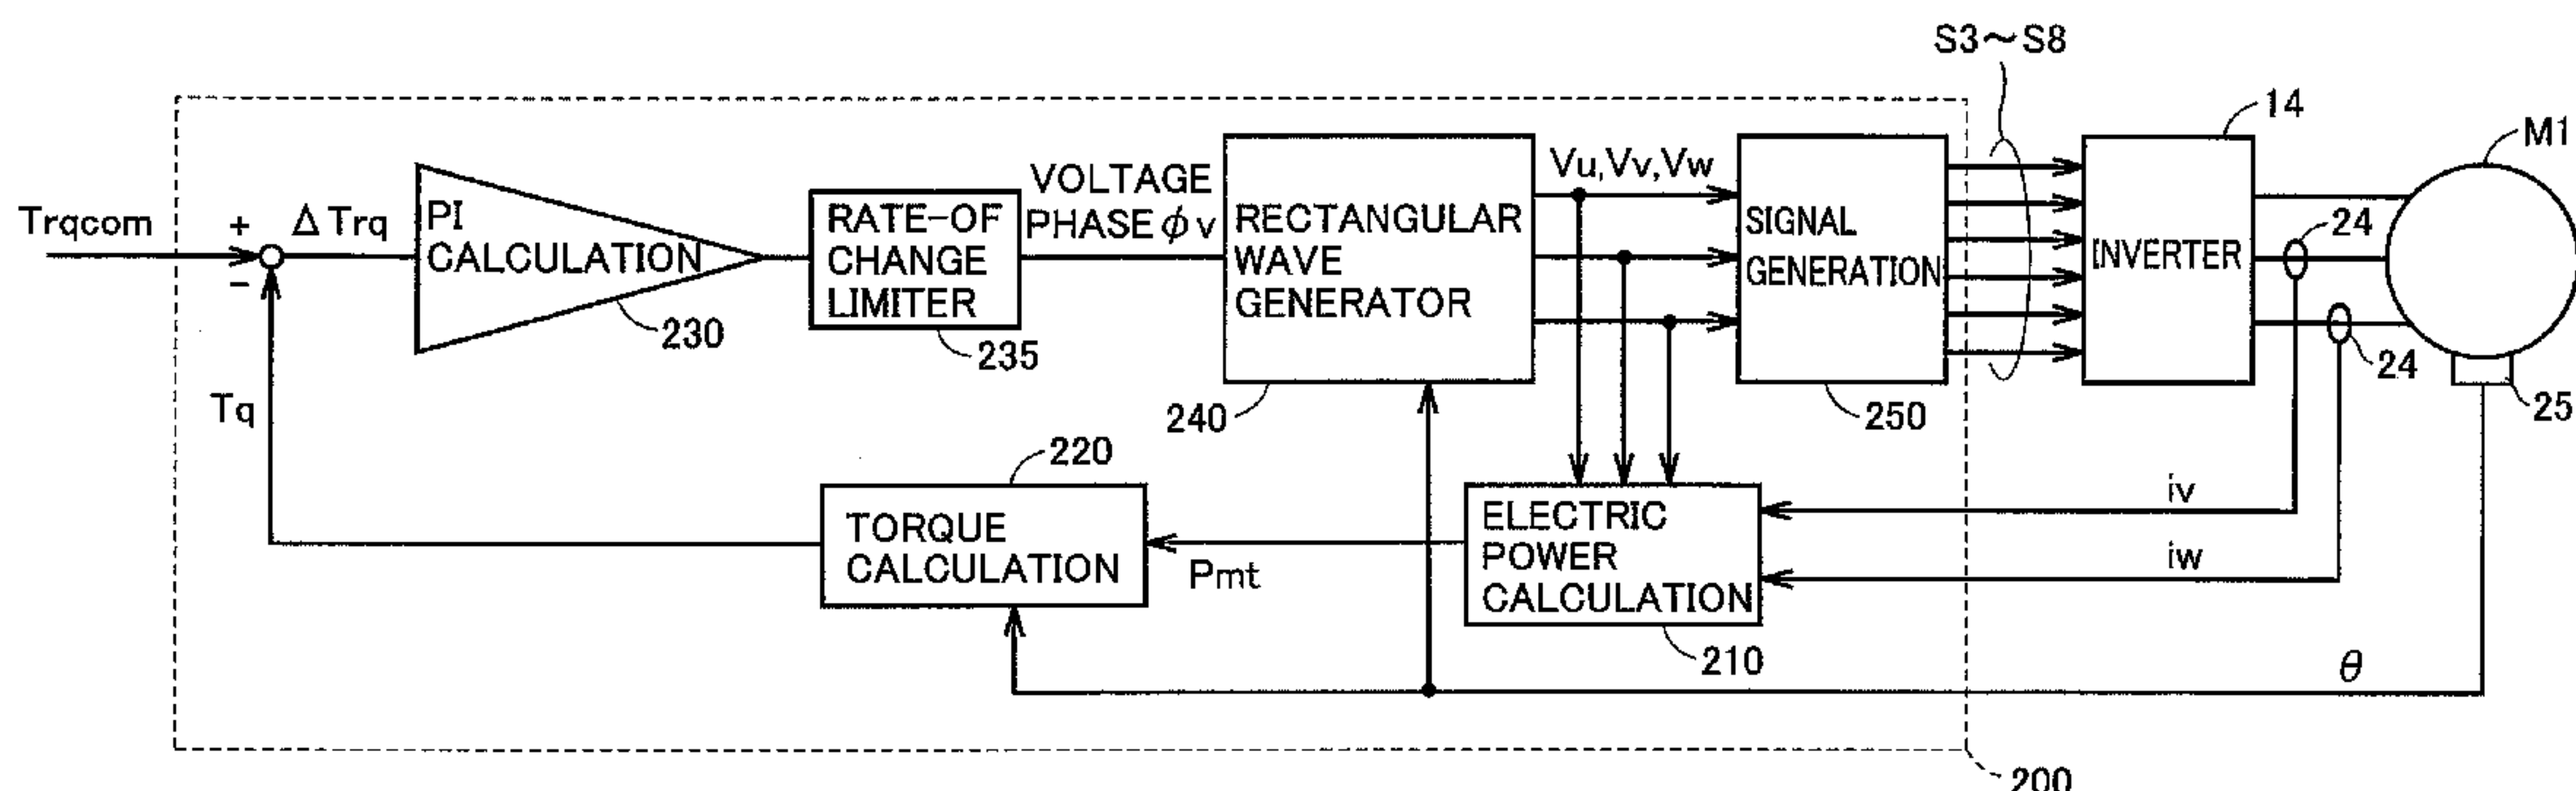 S3~S8
14
M1
Trqcom
+
-
ΔTrq
PI
CALCULATION
230
RATE-OF
CHANGE
LIMITER
235
VOLTAGE
PHASE φv
RECTANGULAR
WAVE
GENERATOR
240
Vu,Vv,Vw
SIGNAL
GENERATION
250
INVERTER
24
24
25
Tq
220
TORQUE
CALCULATION
Pmt
ELECTRIC
POWER
CALCULATION
210
iv
iw
θ
200